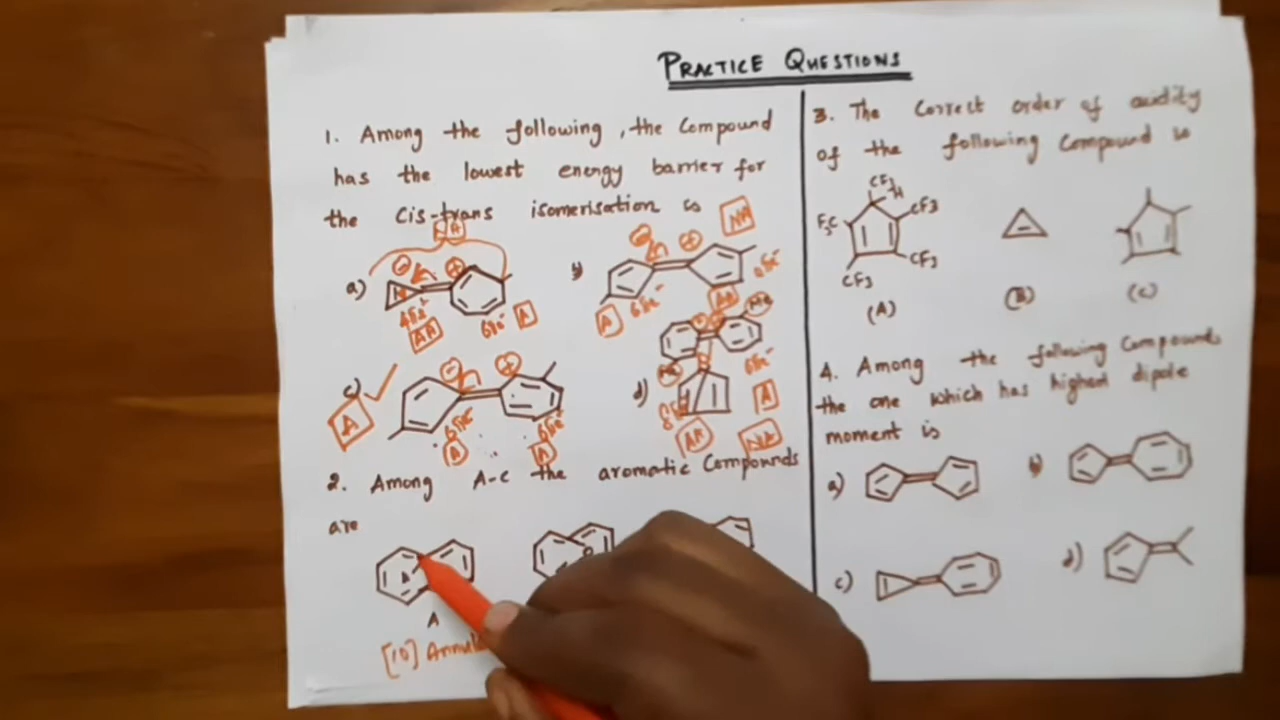 PRACTICE QUESTIONS
1. Among the following, the Compound
has the lowest energy barrier for
the Cis-trans isomerisation is
a)
A
NA
b)
A
c)
A
A
A
d)
A
NA
2. Among A-C the aromatic Compounds
are
A
[10]
3. The Correct order of acidity
of the following Compound is
CF3
H
F3C
CF3
CF3
CF3
(A)
(B)
(C)
4. Among the following Compounds
the one which has highest dipole
moment is
a)
b)
c)
d)